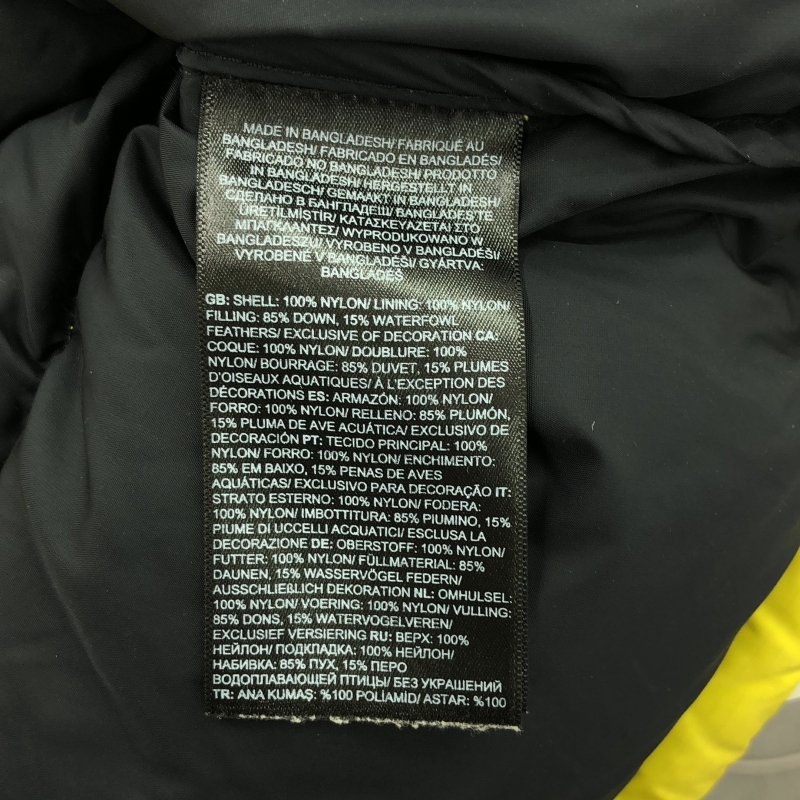 MADE IN BANGLADESH/ FABRIQUÉ AU
BANGLADESH/ FABRICADO EN BANGLADÉS/
FABRICADO NO BANGLADESH/ PRODOTTO
IN BANGLADESH/ HERGESTELLT IN
BANGLADESCH/ GEMAAKT IN BANGLADESH/
СДЕЛАНО В БАНГЛАДЕШ/ BANGLADEŞ'TE
ÜRETİLMİŞTİR/ ΚΑΤΑΣΚΕΥΑΖΕΤΑΙ ΣΤΟ
ΜΠΑΓΚΛΑΝΤΕΣ/ WYPRODUKOWANO W
BANGLADESZU/ VYROBENO V BANGLADÉŠI/
VYROBENÉ V BANGLADÉŠI/ GYÁRTVA:
BANGLADES
GB: SHELL: 100% NYLON/ LINING: 100% NYLON/
FILLING: 85% DOWN, 15% WATERFOWL
FEATHERS/ EXCLUSIVE OF DECORATION CA:
COQUE: 100% NYLON/ DOUBLURE: 100%
NYLON/ BOURRAGE: 85% DUVET, 15% PLUMES
D'OISEAUX AQUATIQUES/ À L'EXCEPTION DES
DÉCORATIONS ES: ARMAZÓN: 100% NYLON/
FORRO: 100% NYLON/ RELLENO: 85% PLUMÓN,
15% PLUMA DE AVE ACUÁTICA/ EXCLUSIVO DE
DECORACIÓN PT: TECIDO PRINCIPAL: 100%
NYLON/ FORRO: 100% NYLON/ ENCHIMENTO:
85% EM BAIXO, 15% PENAS DE AVES
AQUÁTICAS/ EXCLUSIVO PARA DECORAÇÃO IT:
STRATO ESTERNO: 100% NYLON/ FODERA:
100% NYLON/ IMBOTTITURA: 85% PIUMINO, 15%
PIUME DI UCCELLI ACQUATICI/ ESCLUSA LA
DECORAZIONE DE: OBERSTOFF: 100% NYLON/
FUTTER: 100% NYLON/ FÜLLMATERIAL: 85%
DAUNEN, 15% WASSERVÖGEL FEDERN/
AUSSCHLIEßLICH DEKORATION NL: OMHULSEL:
100% NYLON/ VOERING: 100% NYLON/ VULLING:
85% DONS, 15% WATERVOGELVEREN/
EXCLUSIEF VERSIERING RU: ВЕРХ: 100%
НЕЙЛОН/ ПОДКЛАДКА: 100% НЕЙЛОН/
НАБИВКА: 85% ПУХ, 15% ПЕРО
ВОДОПЛАВАЮЩЕЙ ПТИЦЫ/ БЕЗ УКРАШЕНИЙ
TR: ANA KUMAŞ: %100 POLİAMİD/ ASTAR: %100